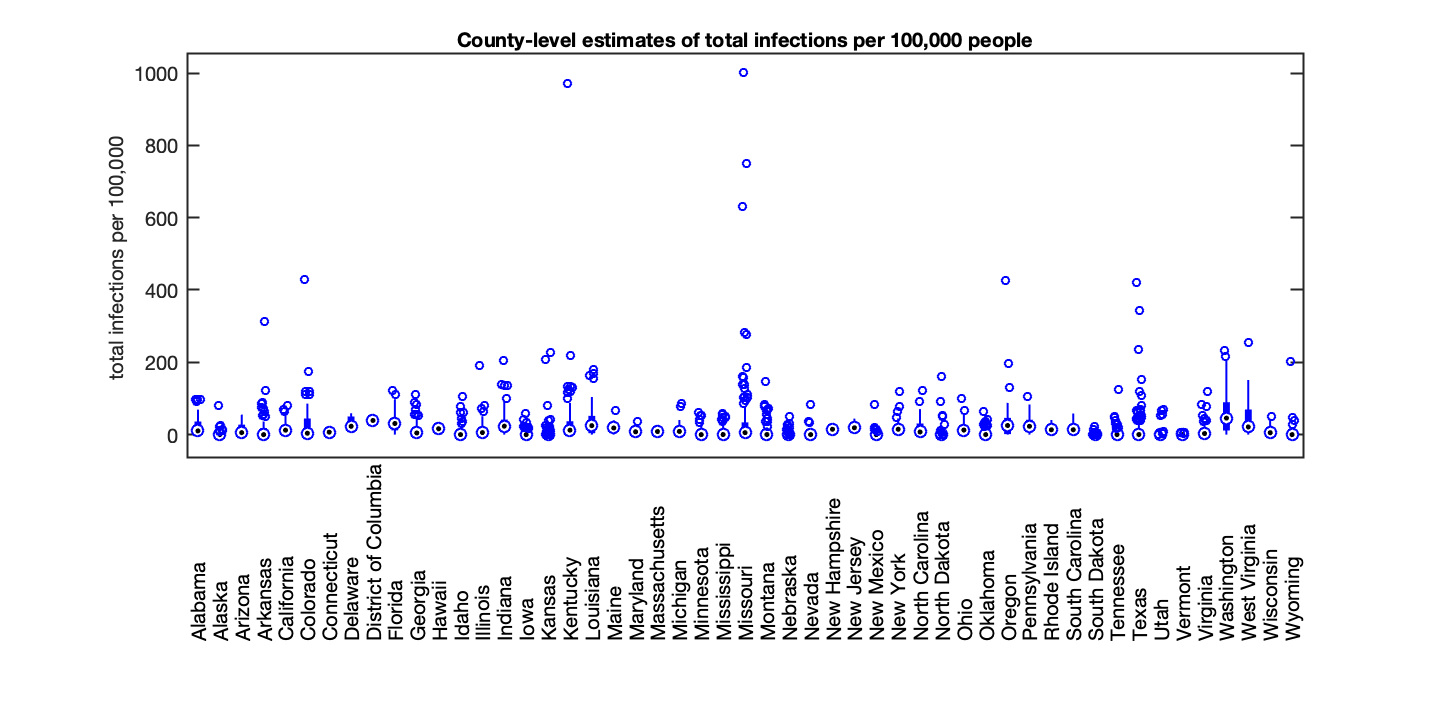 County-level estimates of total infections per 100,000 people
total infections per 100,000
1000
800
600
400
200
0
Alabama
Alaska
Arizona
Arkansas
California
Colorado
Connecticut
Delaware
District of Columbia
Florida
Georgia
Hawaii
Idaho
Illinois
Indiana
Iowa
Kansas
Kentucky
Louisiana
Maine
Maryland
Massachusetts
Michigan
Minnesota
Mississippi
Missouri
Montana
Nebraska
Nevada
New Hampshire
New Jersey
New Mexico
New York
North Carolina
North Dakota
Ohio
Oklahoma
Oregon
Pennsylvania
Rhode Island
South Carolina
South Dakota
Tennessee
Texas
Utah
Vermont
Virginia
Washington
West Virginia
Wisconsin
Wyoming